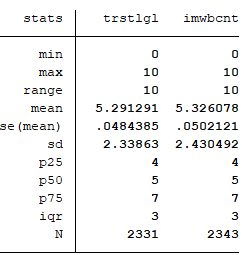 stats trstlgl imwbcnt
min 0 0
max 10 10
range 10 10
mean 5.291291 5.326078
se(mean) .0484385 .0502121
sd 2.33863 2.430492
p25 4 4
p50 5 5
p75 7 7
iqr 3 3
N 2331 2343